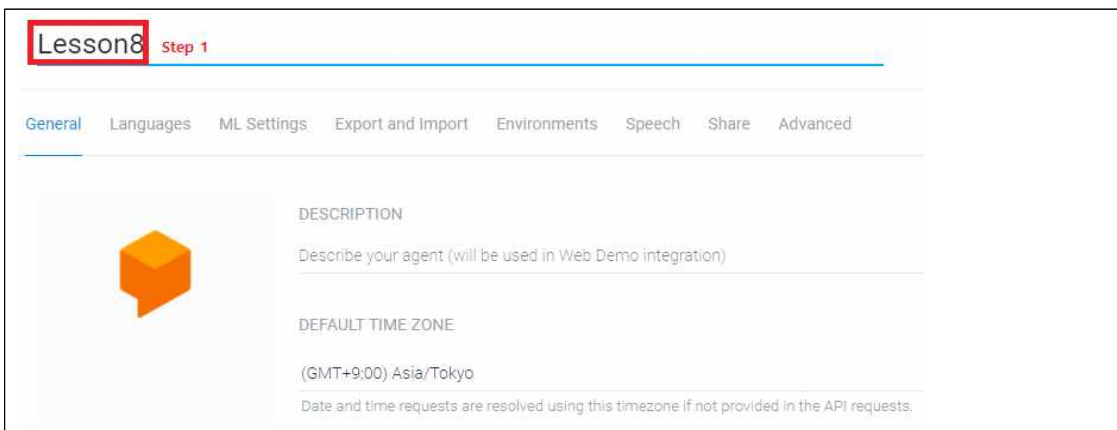 Lesson8 Step 1
General Languages ML Settings Export and Import Environments Speech Share Advanced
DESCRIPTION
Describe your agent (will be used in Web Demo integration)
DEFAULT TIME ZONE
(GMT+9:00) Asia/Tokyo
Date and time requests are resolved using this timezone if not provided in the API requests.